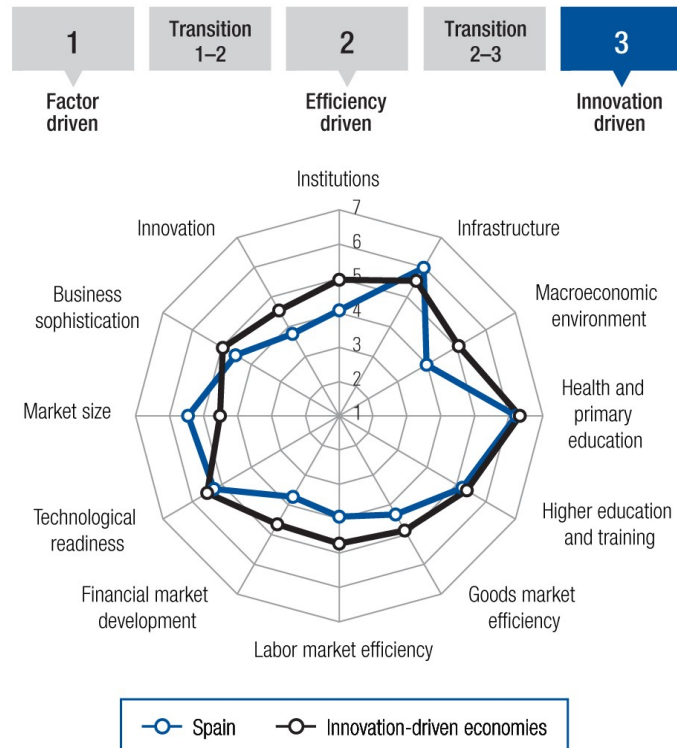 1
Transition
1–2
2
Transition
2–3
3
Factor
driven
Efficiency
driven
Innovation
driven
Institutions
7
6
5
4
3
2
1
Infrastructure
Macroeconomic
environment
Health and
primary
education
Higher education
and training
Goods market
efficiency
Labor market efficiency
Financial market
development
Technological
readiness
Market size
Business
sophistication
Innovation
Spain
Innovation-driven economies